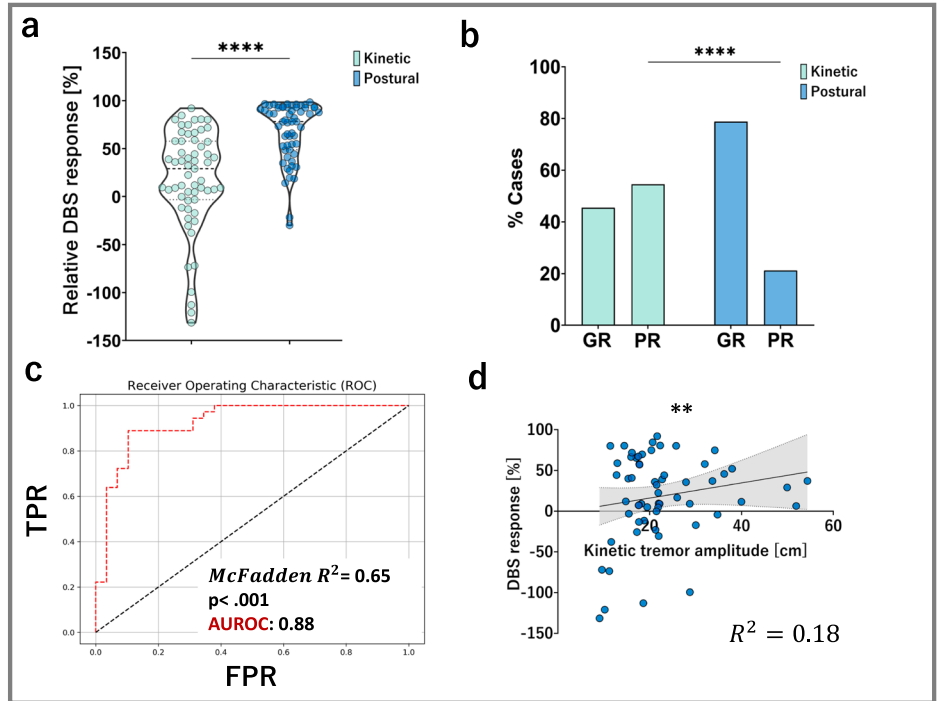 a
Relative DBS response [%]
150
100
50
0
-50
-100
-150
****
Kinetic
Postural
b
% Cases
100
80
60
40
20
0
****
Kinetic
Postural
GR PR GR PR
c
Receiver Operating Characteristic (ROC)
TPR
1.0
0.8
0.6
0.4
0.2
0.0
McFadden R²= 0.65
p< .001
AUROC: 0.88
0.0 0.2 0.4 0.6 0.8 1.0
FPR
d
**
DBS response [%]
100
50
0
-50
-100
-150
20 40 60
Kinetic tremor amplitude [cm]
R² = 0.18